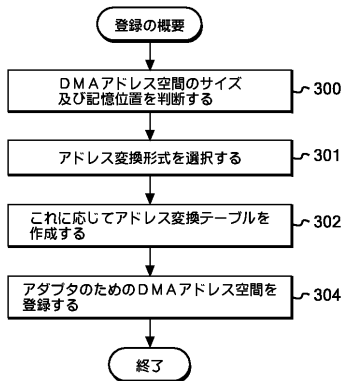 登録の概要
DMAアドレス空間のサイズ
及び記憶位置を判断する
300
アドレス変換形式を選択する
301
これに応じてアドレス変換テーブルを
作成する
302
アダプタのためのDMAアドレス空間を
登録する
304
終了